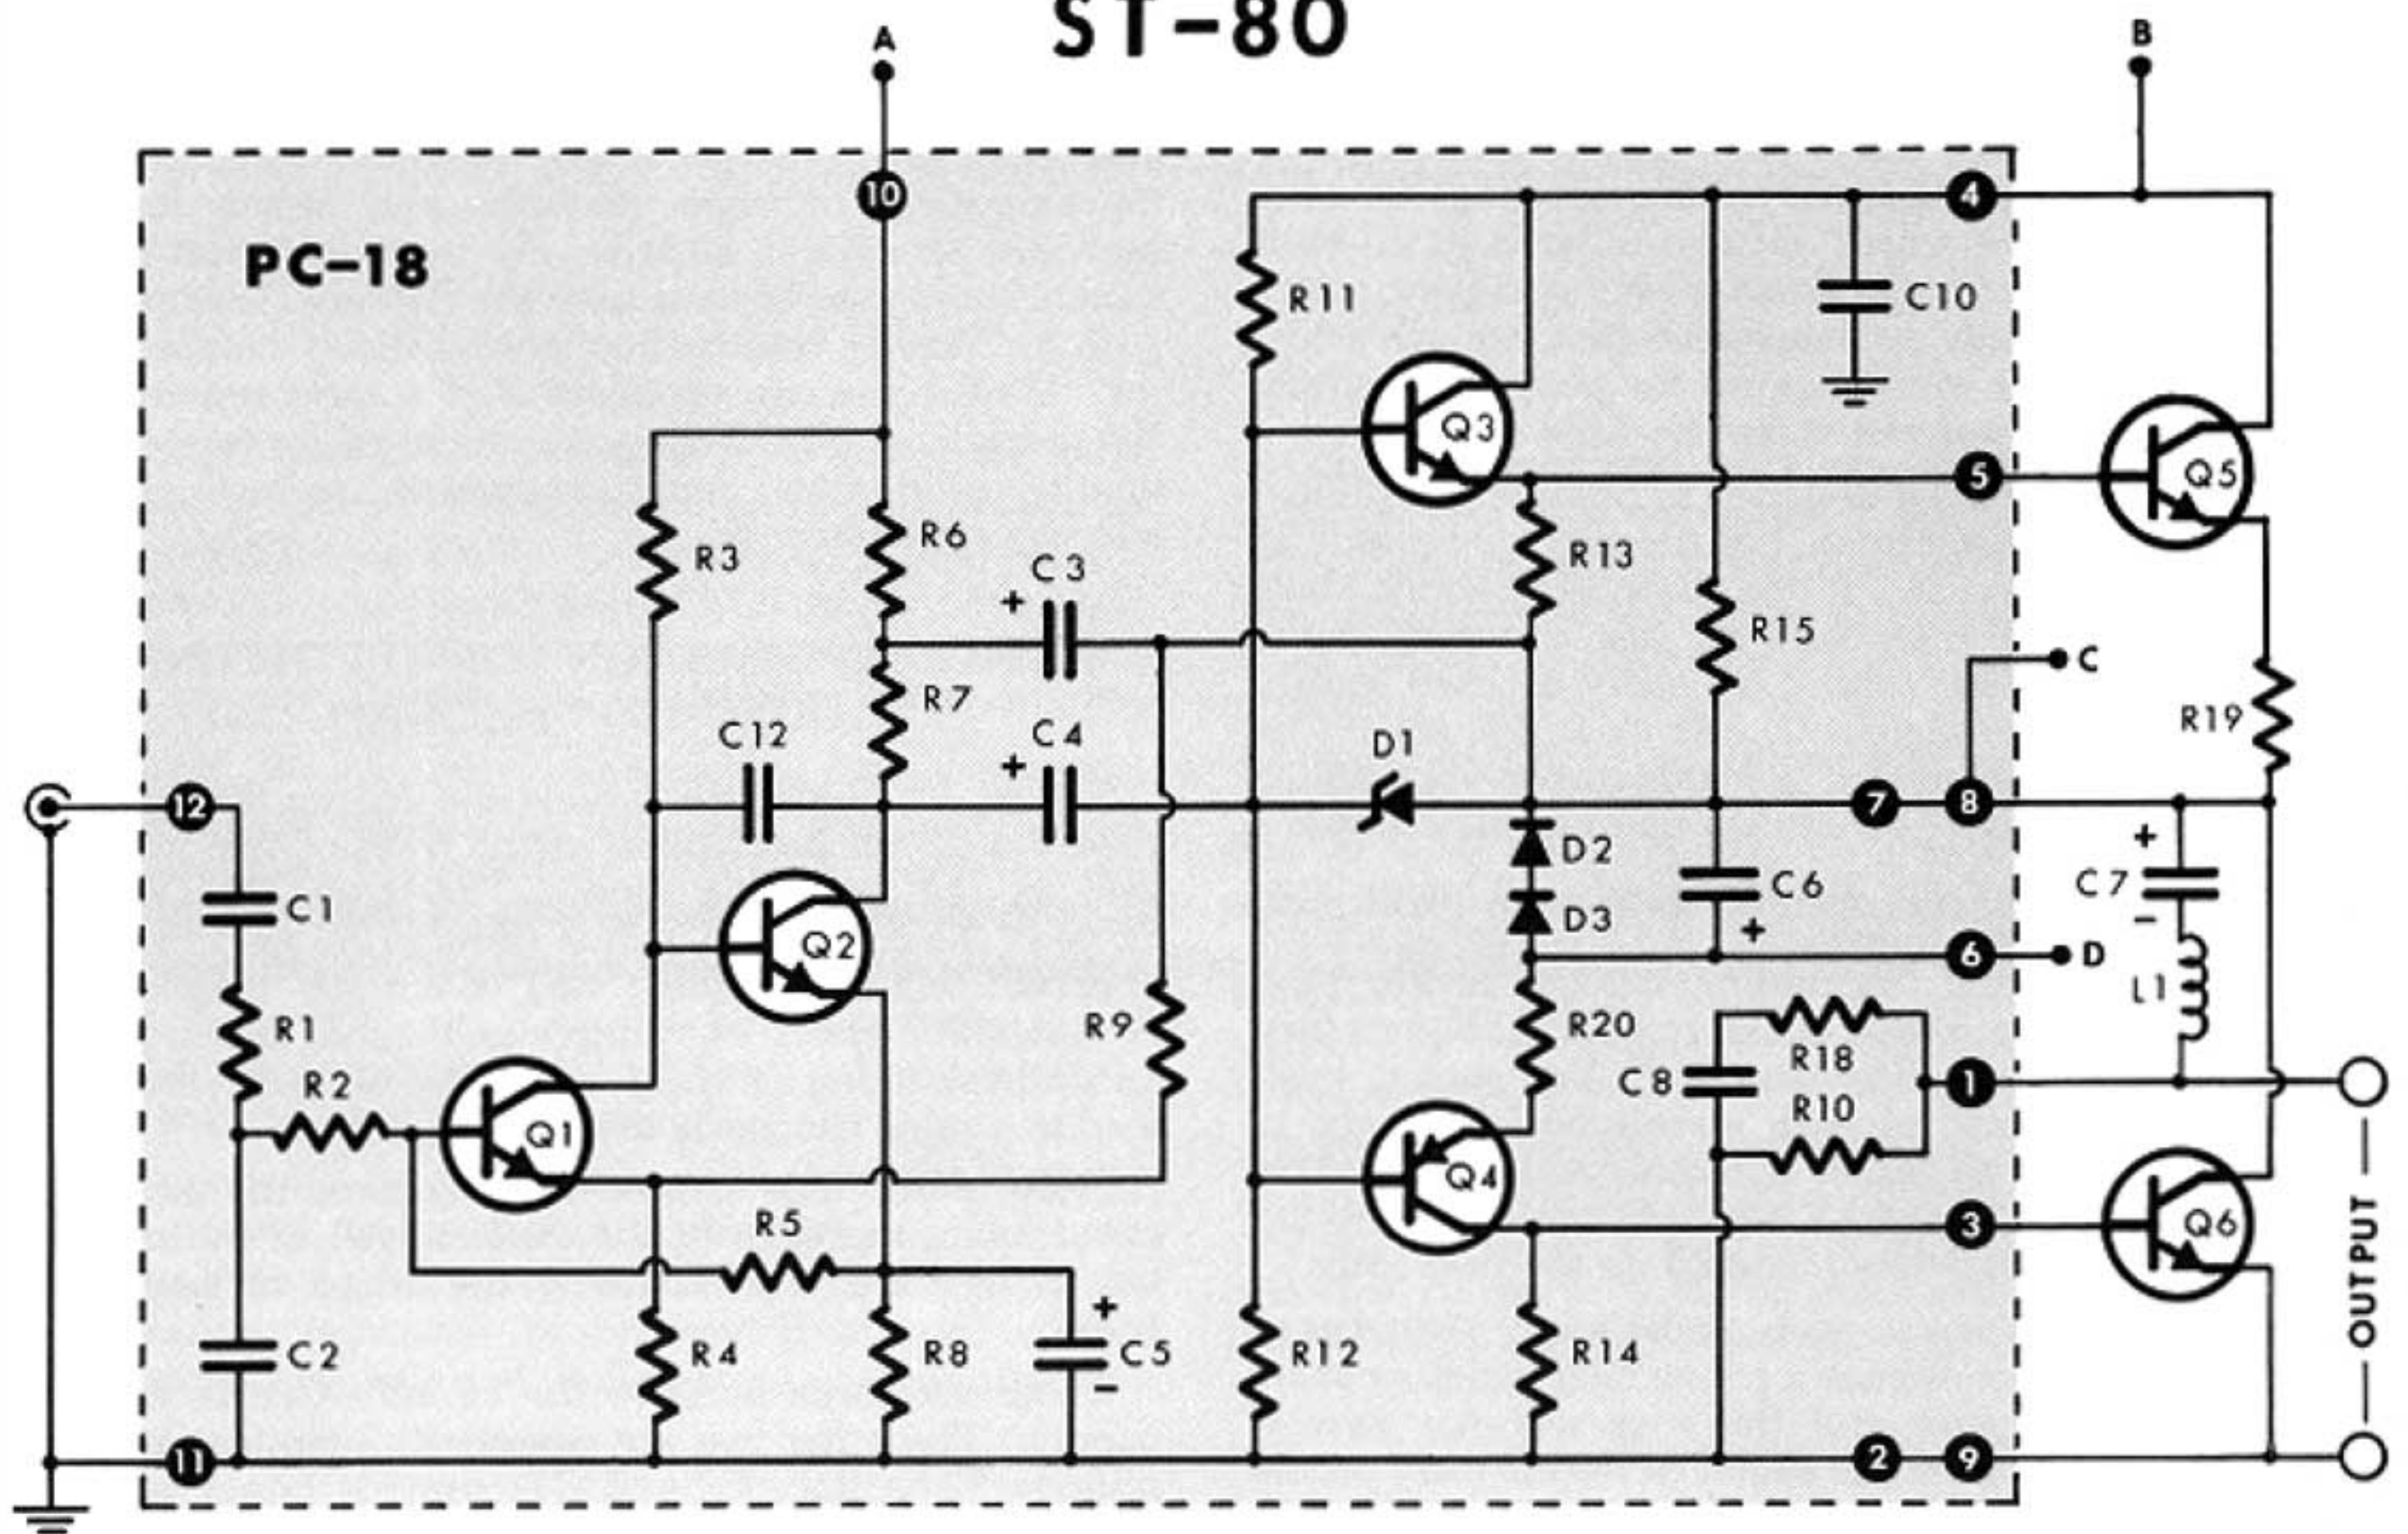 ST-80
A
B
10
4
PC-18
R11
C10
Q3
Q5
5
R6
R3
R13
C3
+
R15
C
R7
R19
C12
C4
+
D1
12
7
8
D2
+
C7
−
C6
+
C1
D3
Q2
6
D
L1
R1
R9
R20
R18
C8
1
R2
R10
Q1
Q4
R5
3
Q6
OUTPUT
+
C2
R4
R8
C5
−
R12
R14
11
2
9